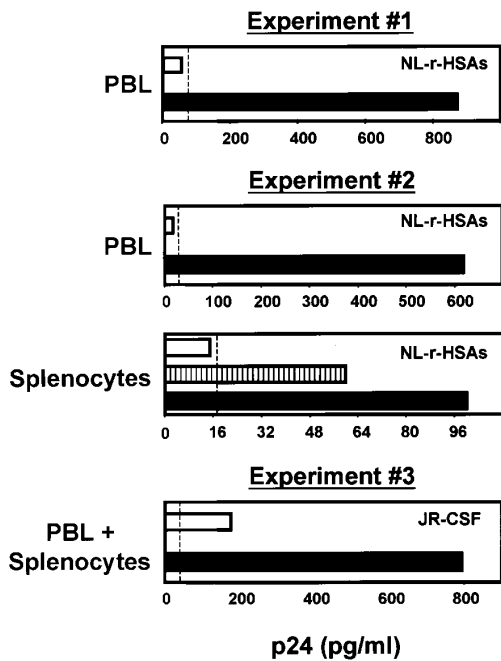 Experiment #1
NL-r-HSAs
PBL
0 200 400 600 800
Experiment #2
NL-r-HSAs
PBL
0 100 200 300 400 500 600
NL-r-HSAs
Splenocytes
0 16 32 48 64 80 96
Experiment #3
JR-CSF
PBL +
Splenocytes
0 200 400 600 800
p24 (pg/ml)